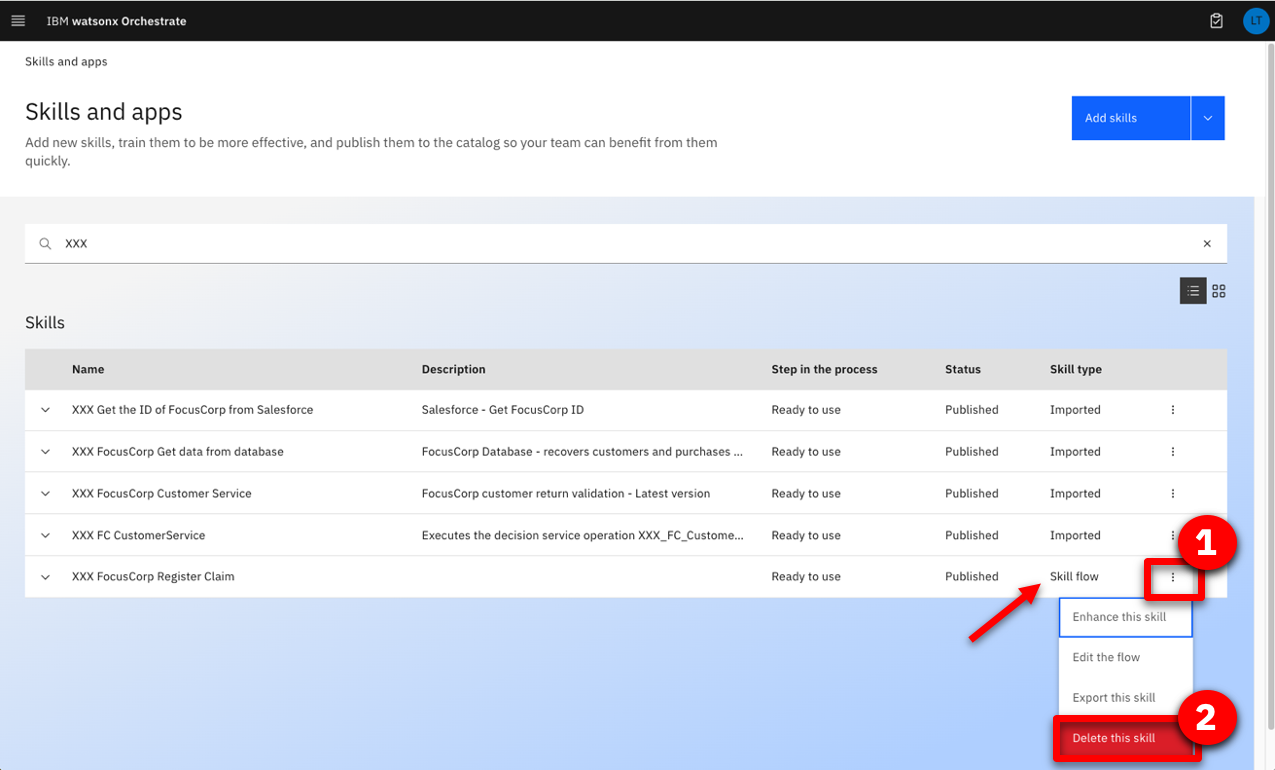 IBM watsonx Orchestrate
LT
Skills and apps
Skills and apps
Add new skills, train them to be more effective, and publish them to the catalog so your team can benefit from them
quickly.
Add skills
XXX
Skills
Name Description Step in the process Status Skill type
XXX Get the ID of FocusCorp from Salesforce Salesforce - Get FocusCorp ID Ready to use Published Imported
XXX FocusCorp Get data from database FocusCorp Database - recovers customers and purchases ... Ready to use Published Imported
XXX FocusCorp Customer Service FocusCorp customer return validation - Latest version Ready to use Published Imported
XXX FC CustomerService Executes the decision service operation XXX_FC_Custome... Ready to use Published Imported
1
XXX FocusCorp Register Claim Ready to use Published Skill flow
Enhance this skill
Edit the flow
Export this skill
2
Delete this skill